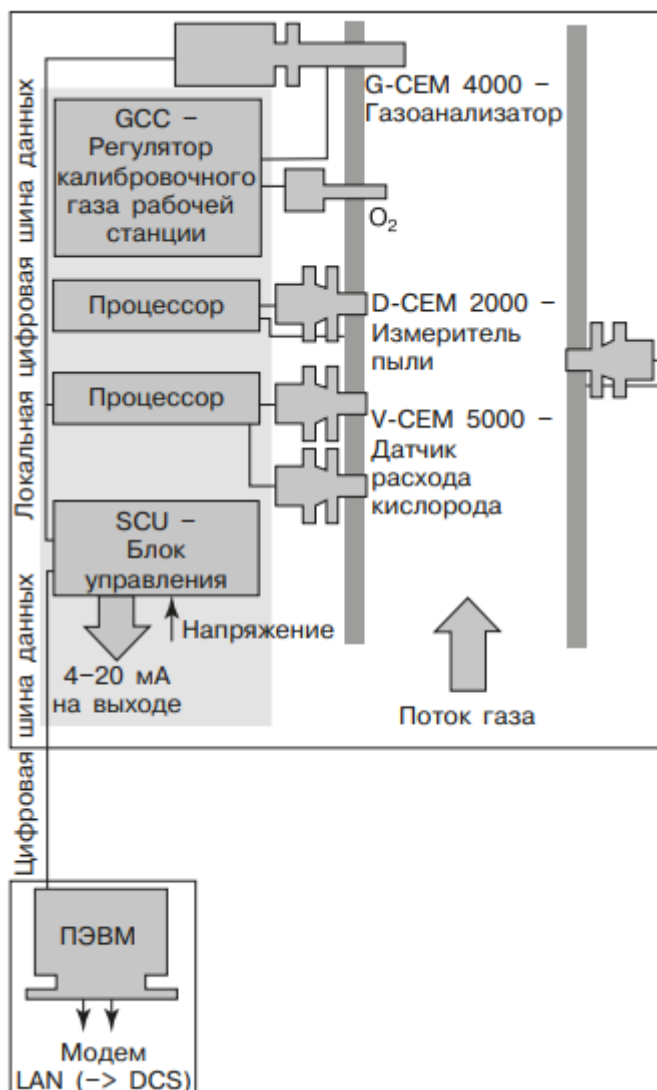 Локальная цифровая шина данных
G-CEM 4000 –
Газоанализатор
GCC –
Регулятор
калибровочного
газа рабочей
станции
O₂
Процессор
D-CEM 2000 –
Измеритель
пыли
Процессор
V-CEM 5000 –
Датчик
расхода
кислорода
SCU –
Блок
управления
Напряжение
4–20 мА
на выходе
Поток газа
Цифровая шина данных
ПЭВМ
Модем
LAN (–> DCS)